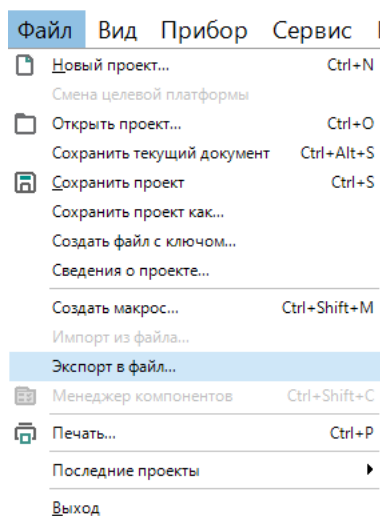 Файл Вид Прибор Сервис
Новый проект... Ctrl+N
Смена целевой платформы
Открыть проект... Ctrl+O
Сохранить текущий документ Ctrl+Alt+S
Сохранить проект Ctrl+S
Сохранить проект как...
Создать файл с ключом...
Сведения о проекте...
Создать макрос... Ctrl+Shift+M
Импорт из файла...
Экспорт в файл...
Менеджер компонентов Ctrl+Shift+C
Печать... Ctrl+P
Последние проекты
Выход